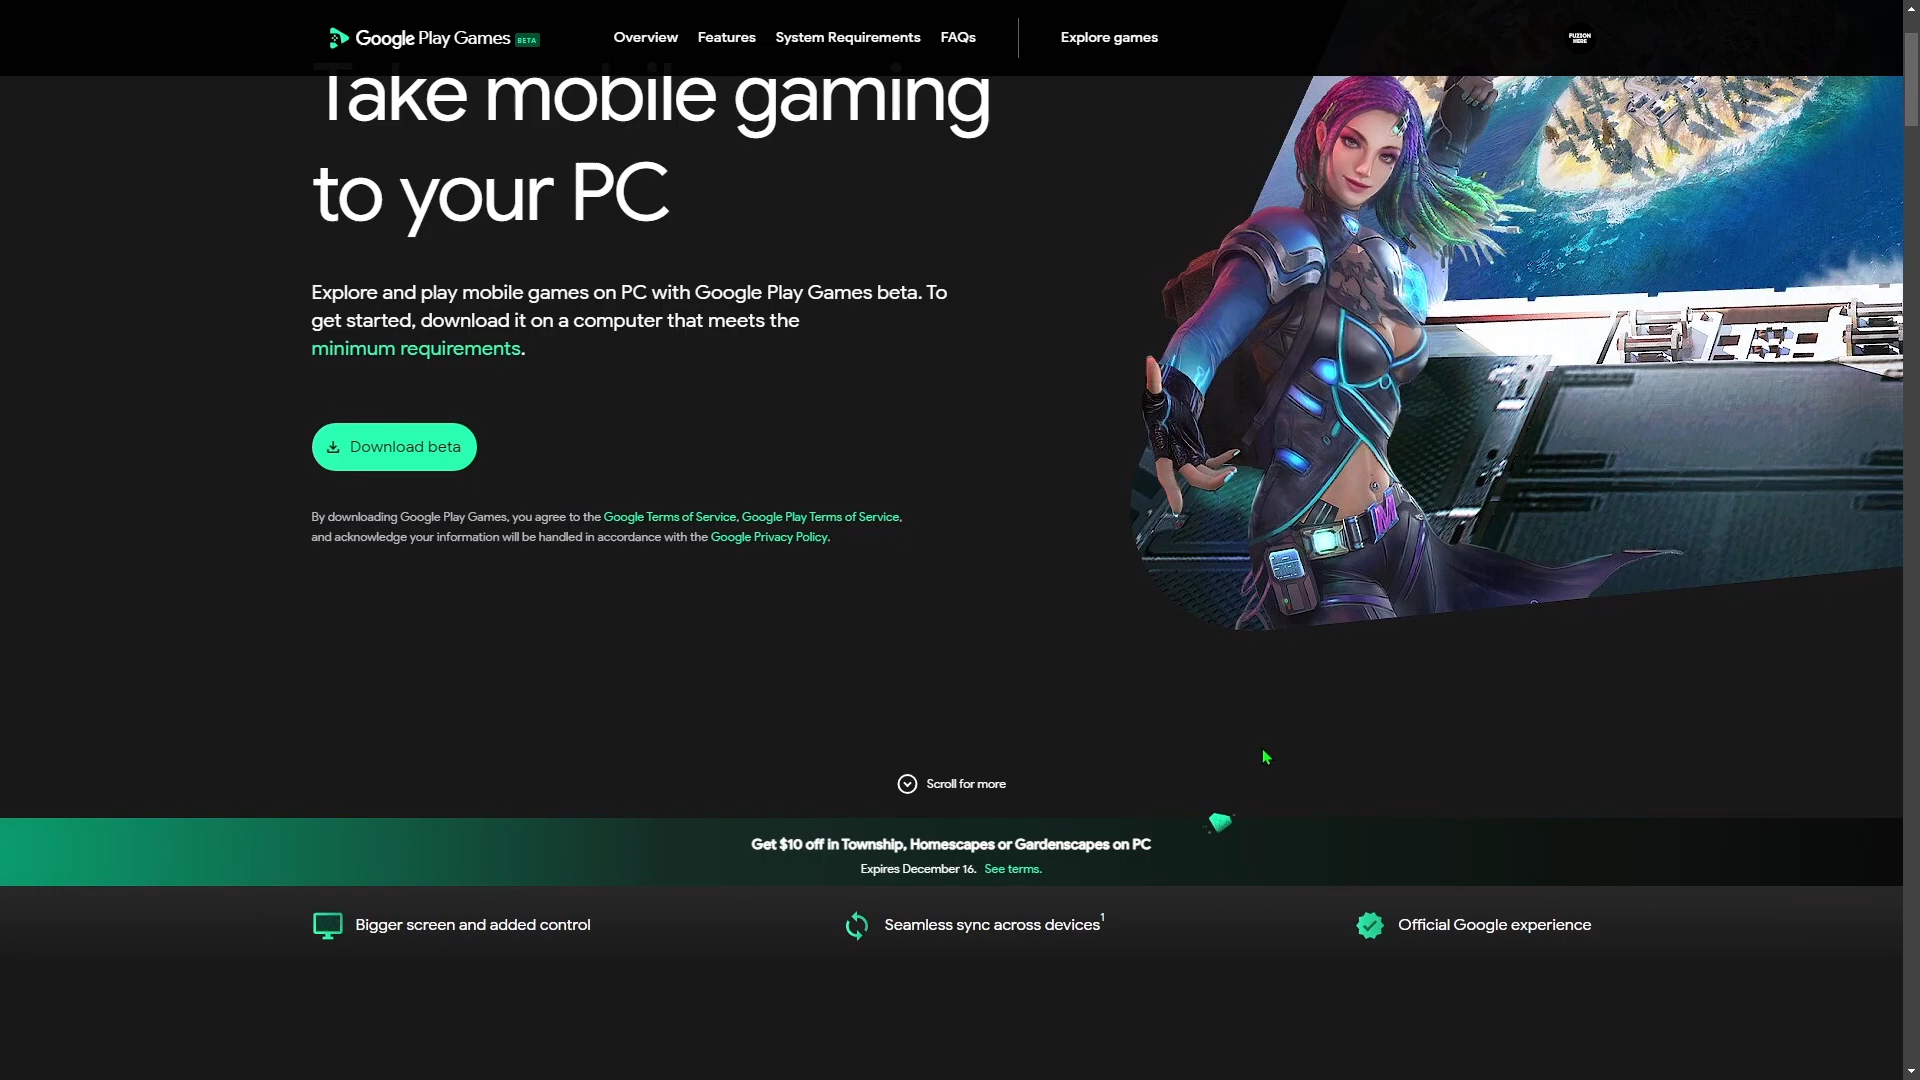 Google Play Games BETA
Overview
Features
System Requirements
FAQs
Explore games
FUZION
HERE
Take mobile gaming
to your PC
Explore and play mobile games on PC with Google Play Games beta. To
get started, download it on a computer that meets the
minimum requirements.
Download beta
By downloading Google Play Games, you agree to the Google Terms of Service, Google Play Terms of Service,
and acknowledge your information will be handled in accordance with the Google Privacy Policy.
M
Scroll for more
Get $10 off in Township, Homescapes or Gardenscapes on PC
Expires December 16. See terms.
Bigger screen and added control
Seamless sync across devices1
Official Google experience